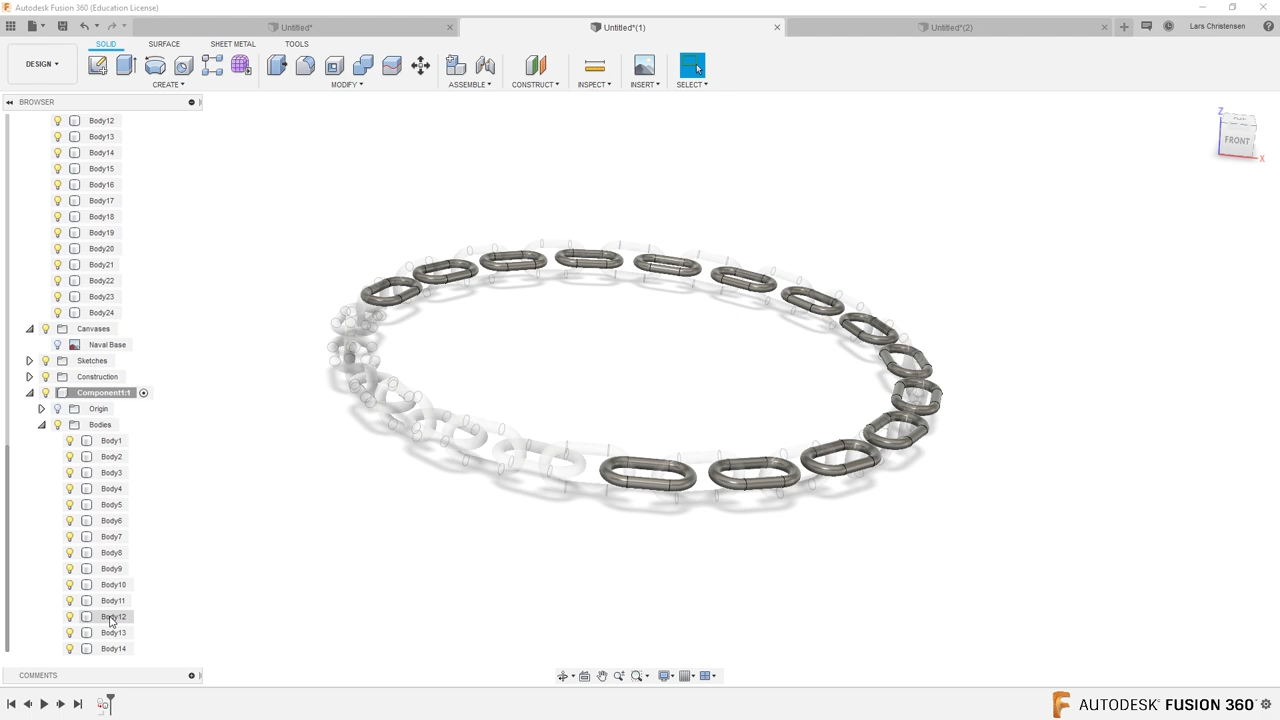 Autodesk Fusion 360 (Education License)
Untitled*
Untitled*(1)
Untitled*(2)
Lars Christensen
SOLID
SURFACE
SHEET METAL
TOOLS
DESIGN
CREATE
MODIFY
ASSEMBLE
CONSTRUCT
INSPECT
INSERT
SELECT
BROWSER
Body12
Body13
Body14
Body15
Body16
Body17
Body18
Body19
Body20
Body21
Body22
Body23
Body24
Canvases
Naval Base
Sketches
Construction
Component1:1
Origin
Bodies
Body1
Body2
Body3
Body4
Body5
Body6
Body7
Body8
Body9
Body10
Body11
Body12
Body13
Body14
Z
FRONT
X
COMMENTS
AUTODESK® FUSION 360°